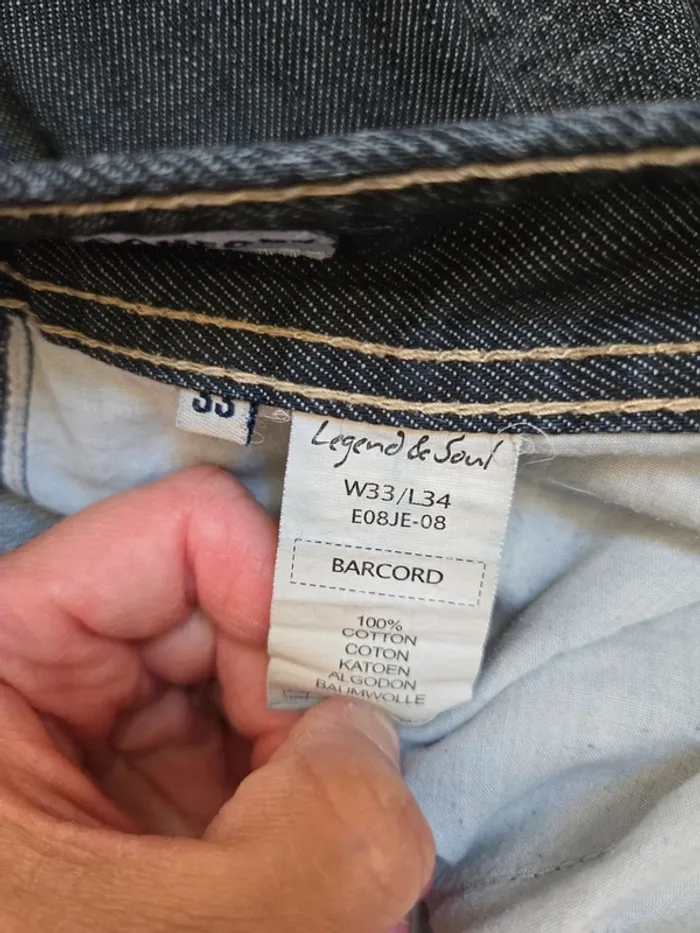 33
Legend & Soul
W33/L34
E08JE-08
BARCORD
100%
COTTON
COTON
KATOEN
ALGODON
BAUMWOLLE